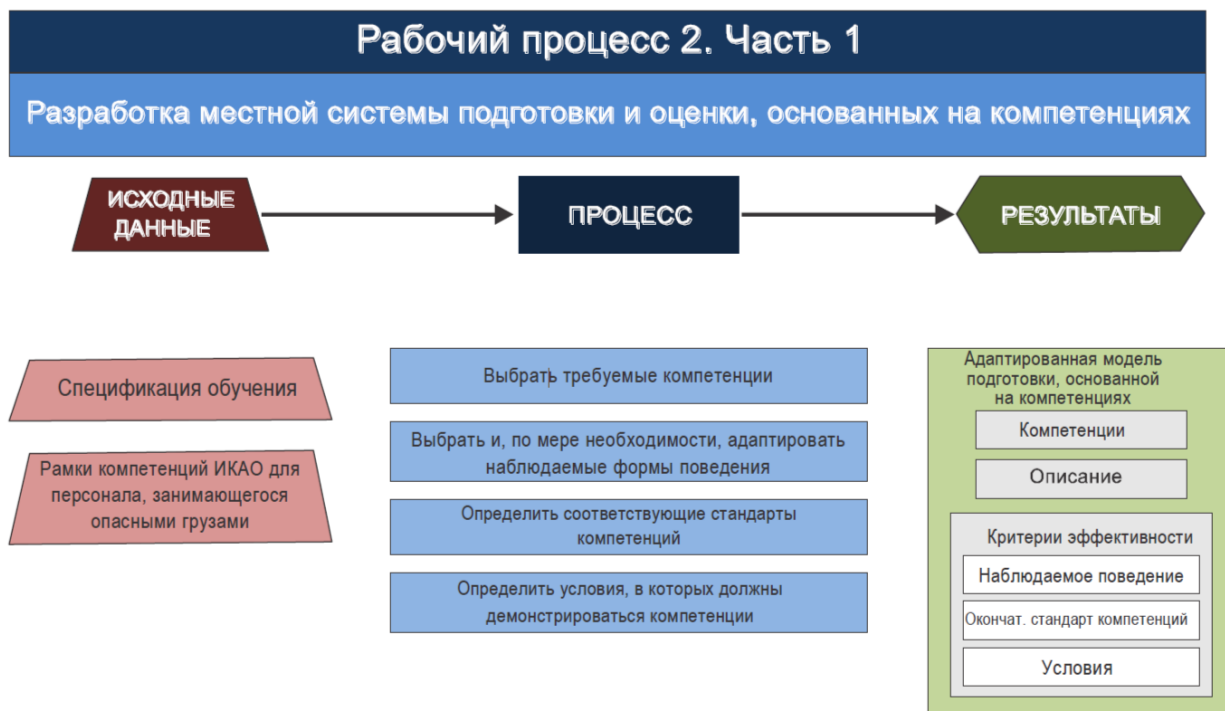 Рабочий процесс 2. Часть 1
Разработка местной системы подготовки и оценки, основанных на компетенциях
ИСХОДНЫЕ
ДАННЫЕ
ПРОЦЕСС
РЕЗУЛЬТАТЫ
Спецификация обучения
Рамки компетенций ИКАО для
персонала, занимающегося
опасными грузами
Выбрать требуемые компетенции
Выбрать и, по мере необходимости, адаптировать
наблюдаемые формы поведения
Определить соответствующие стандарты
компетенций
Определить условия, в которых должны
демонстрироваться компетенции
Адаптированная модель
подготовки, основанной
на компетенциях
Компетенции
Описание
Критерии эффективности
Наблюдаемое поведение
Окончат. стандарт компетенций
Условия